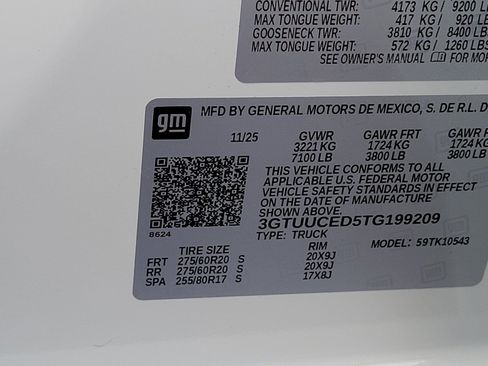 CONVENTIONAL TWR: 4173 KG / 9200 LB
MAX TONGUE WEIGHT: 417 KG / 920 LB
GOOSENECK TWR: 3810 KG / 8400 LBS
MAX TONGUE WEIGHT: 572 KG / 1260 LBS
SEE OWNER'S MANUAL FOR MOR
gm
MFD BY GENERAL MOTORS DE MEXICO, S. DE R.L. D
11/25 GVWR GAWR FRT GAWR R
3221 KG 1724 KG 1724 KG
7100 LB 3800 LB 3800 LB
THIS VEHICLE CONFORMS TO ALL
APPLICABLE U.S. FEDERAL MOTOR
VEHICLE SAFETY STANDARDS IN EFFECT
ON THE DATE OF MANUFACTURE
SHOWN ABOVE.
3GTUUCED5TG199209
8624
TYPE: TRUCK
MODEL: 59TK10543
TIRE SIZE RIM
FRT 275/60R20 S 20X9J
RR 275/60R20 S 20X9J
SPA 255/80R17 S 17X8J